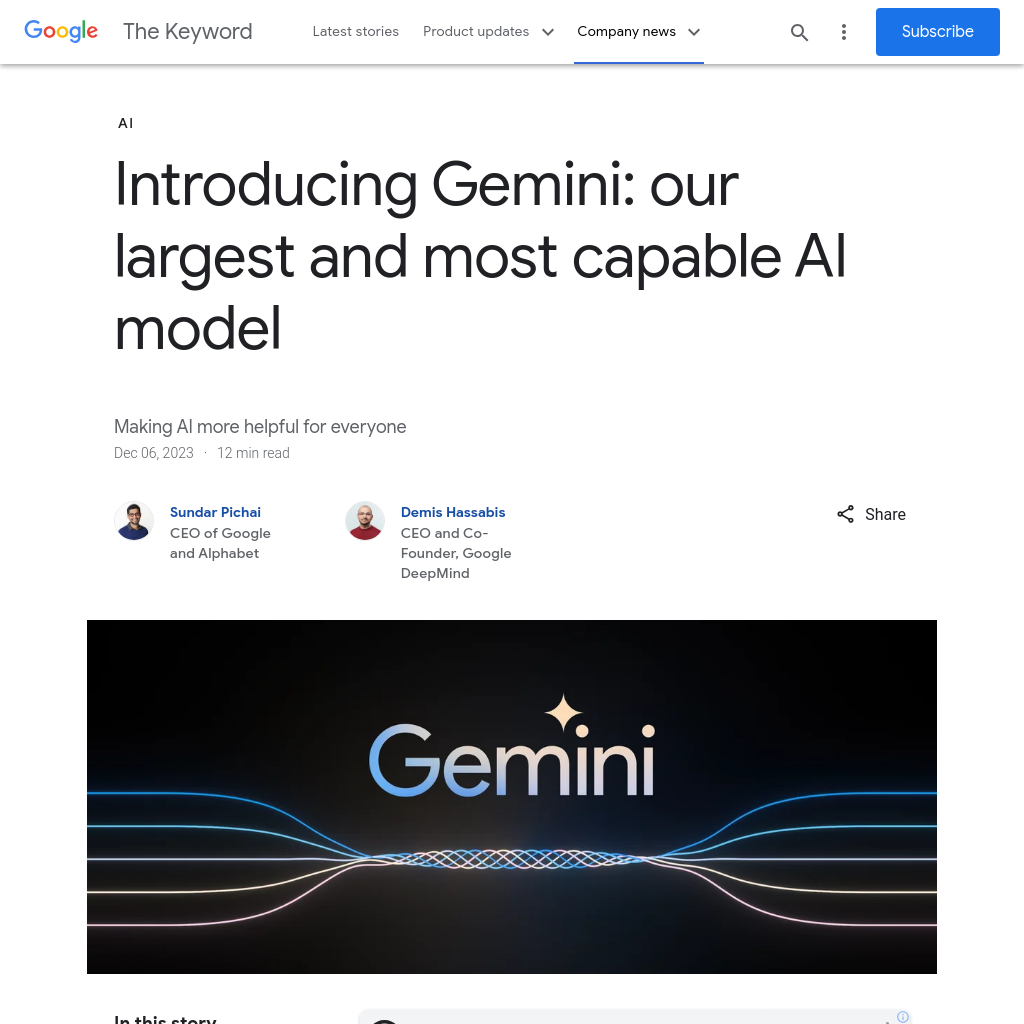 Google The Keyword Latest stories Product updates Company news Subscribe
AI
Introducing Gemini: our
largest and most capable AI
model
Making AI more helpful for everyone
Dec 06, 2023 · 12 min read
Sundar Pichai
CEO of Google
and Alphabet
Demis Hassabis
CEO and Co-
Founder, Google
DeepMind
Share
Gemini
In this story